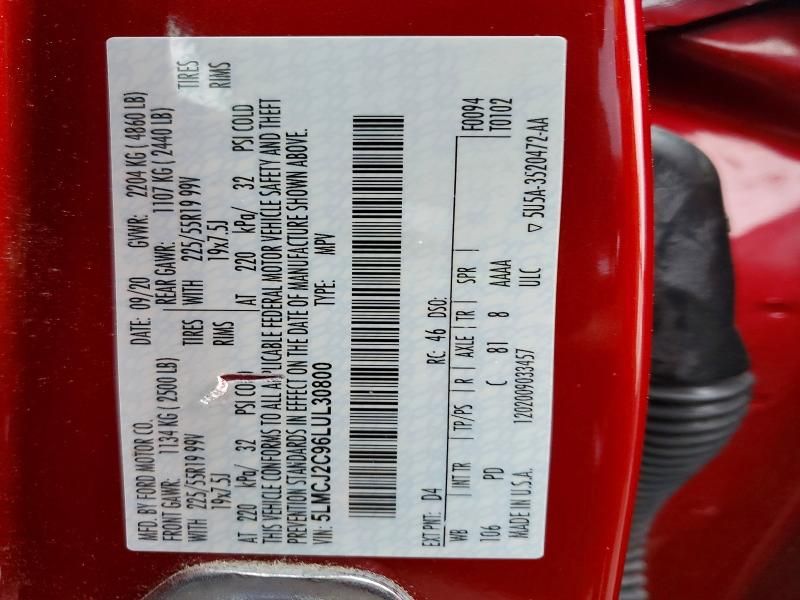 MFD. BY FORD MOTOR CO.
DATE: 09/20 GVWR: 2204 KG ( 4860 LB)
FRONT GAWR: 1134 KG ( 2500 LB) REAR GAWR: 1107 KG ( 2440 LB)
WITH 225/55R19 99V TIRES WITH 225/55R19 99V TIRES
19x7.5J RIMS 19x7.5J RIMS
AT 220 kPa/ 32 PSI COLD AT 220 kPa/ 32 PSI COLD
THIS VEHICLE CONFORMS TO ALL APPLICABLE FEDERAL MOTOR VEHICLE SAFETY AND THEFT
PREVENTION STANDARDS IN EFFECT ON THE DATE OF MANUFACTURE SHOWN ABOVE.
VIN: 5LMCJ2C96LUL30800 TYPE: MPV
EXT PNT: D4 RC: 46 DSO: F0094
WB INT TR TP/PS R AXLE TR SPR T0102
106 PD C 81 8 AAAA
ULC
MADE IN U.S.A. 1202009033457 ▽ 5U5A-3520472-AA